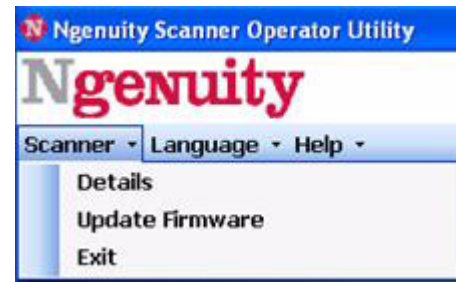 Ngenuity Scanner Operator Utility
Ngenuity
Scanner Language Help
Details
Update Firmware
Exit